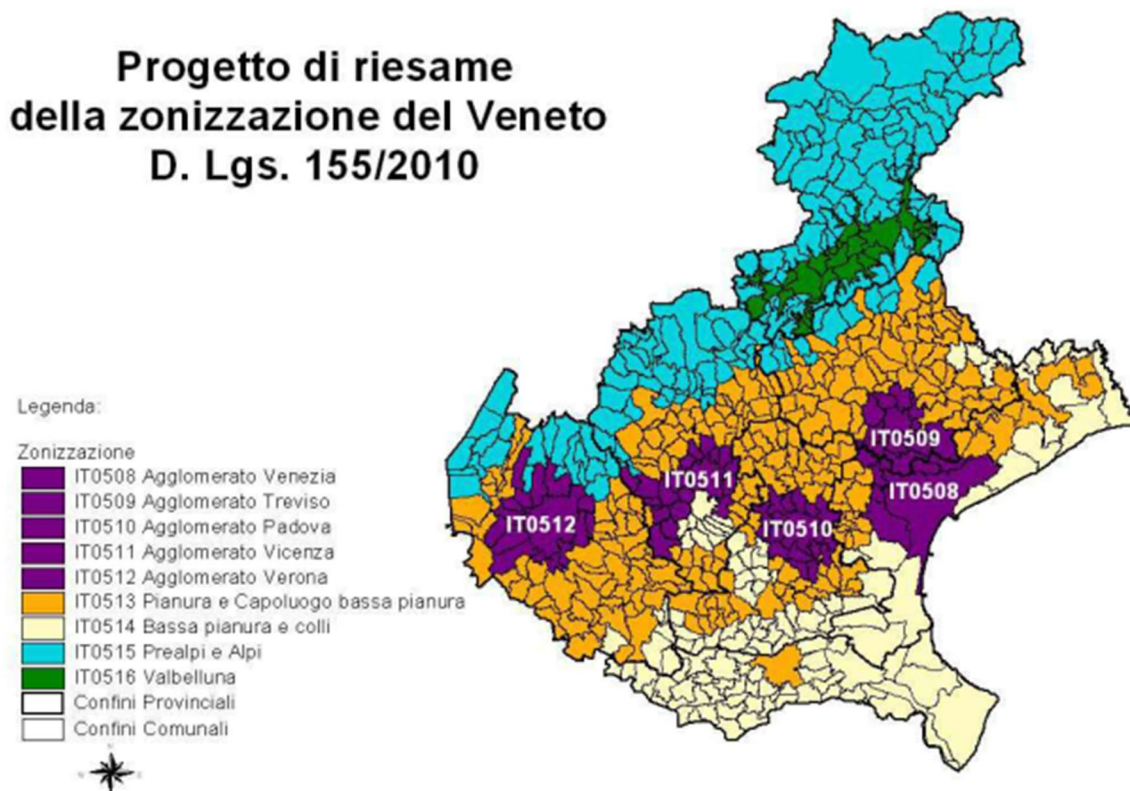 Progetto di riesame
della zonizzazione del Veneto
D. Lgs. 155/2010
IT0509
IT0511
IT0508
IT0512
IT0510
Legenda:
Zonizzazione
IT0508 Agglomerato Venezia
IT0509 Agglomerato Treviso
IT0510 Agglomerato Padova
IT0511 Agglomerato Vicenza
IT0512 Agglomerato Verona
IT0513 Pianura e Capoluogo bassa pianura
IT0514 Bassa pianura e colli
IT0515 Prealpi e Alpi
IT0516 Valbelluna
Confini Provinciali
Confini Comunali